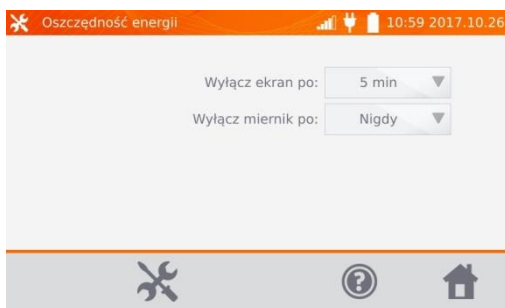 Oszczędność energii 10:59 2017.10.26
Wyłącz ekran po: 5 min
Wyłącz miernik po: Nigdy